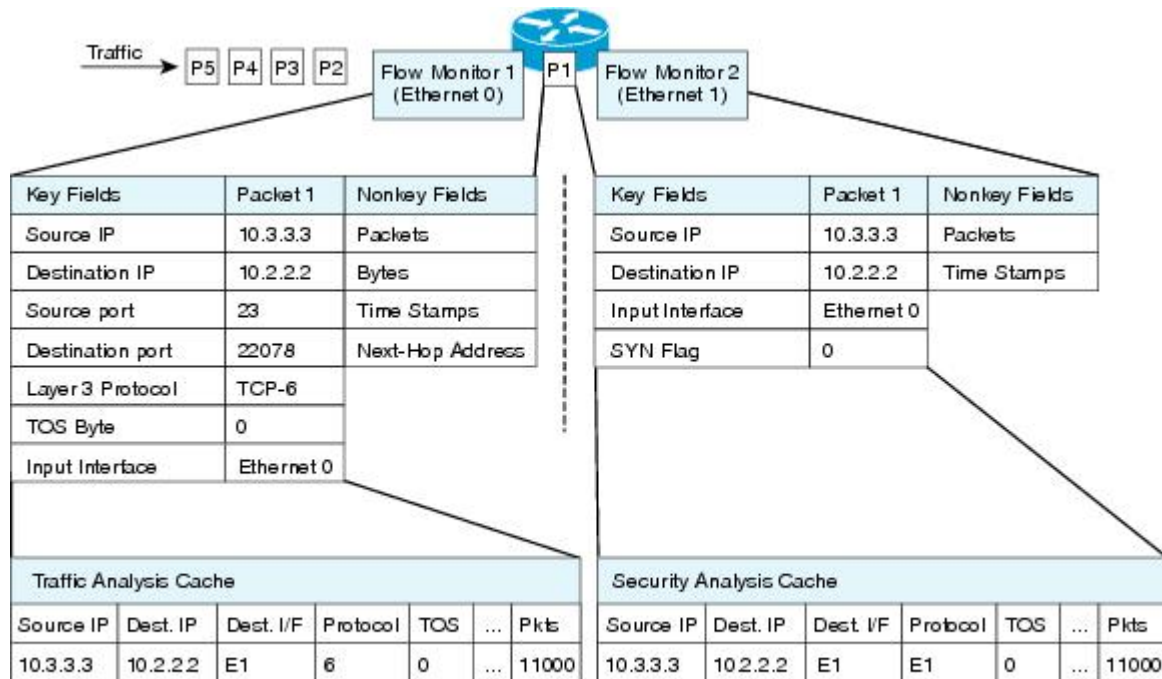 Traffic
P5 P4 P3 P2
Flow Monitor 1
(Ethernet 0)
P1
Flow Monitor 2
(Ethernet 1)
Key Fields Packet 1 Nonkey Fields
Source IP 10.3.3.3 Packets
Destination IP 10.2.2.2 Bytes
Source port 23 Time Stamps
Destination port 22078 Next-Hop Address
Layer 3 Protocol TCP-6
TOS Byte 0
Input Interface Ethernet 0
Key Fields Packet 1 Nonkey Fields
Source IP 10.3.3.3 Packets
Destination IP 10.2.2.2 Time Stamps
Input Interface Ethernet 0
SYN Flag 0
Traffic Analysis Cache
Source IP Dest. IP Dest. I/F Protocol TOS ... Pkts
10.3.3.3 10.2.2.2 E1 6 0 ... 11000
Security Analysis Cache
Source IP Dest. IP Dest. I/F Protocol TOS ... Pkts
10.3.3.3 10.2.2.2 E1 E1 0 ... 11000